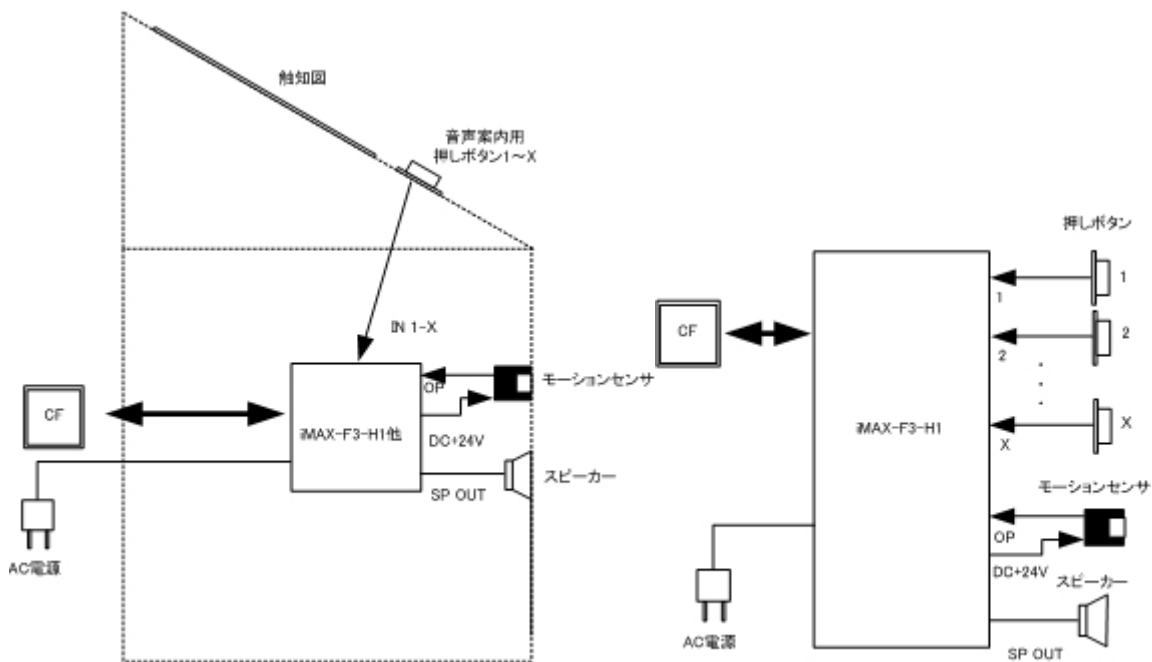 触知図
音声案内用
押しボタン1～X
IN 1-X
CF
iMAX-F3-H1他
OP
モーションセンサ
DC+24V
SP OUT
スピーカー
AC電源
押しボタン
1
1
CF
2
2
iMAX-F3-H1
X
X
モーションセンサ
OP
DC+24V
スピーカー
AC電源
SP OUT